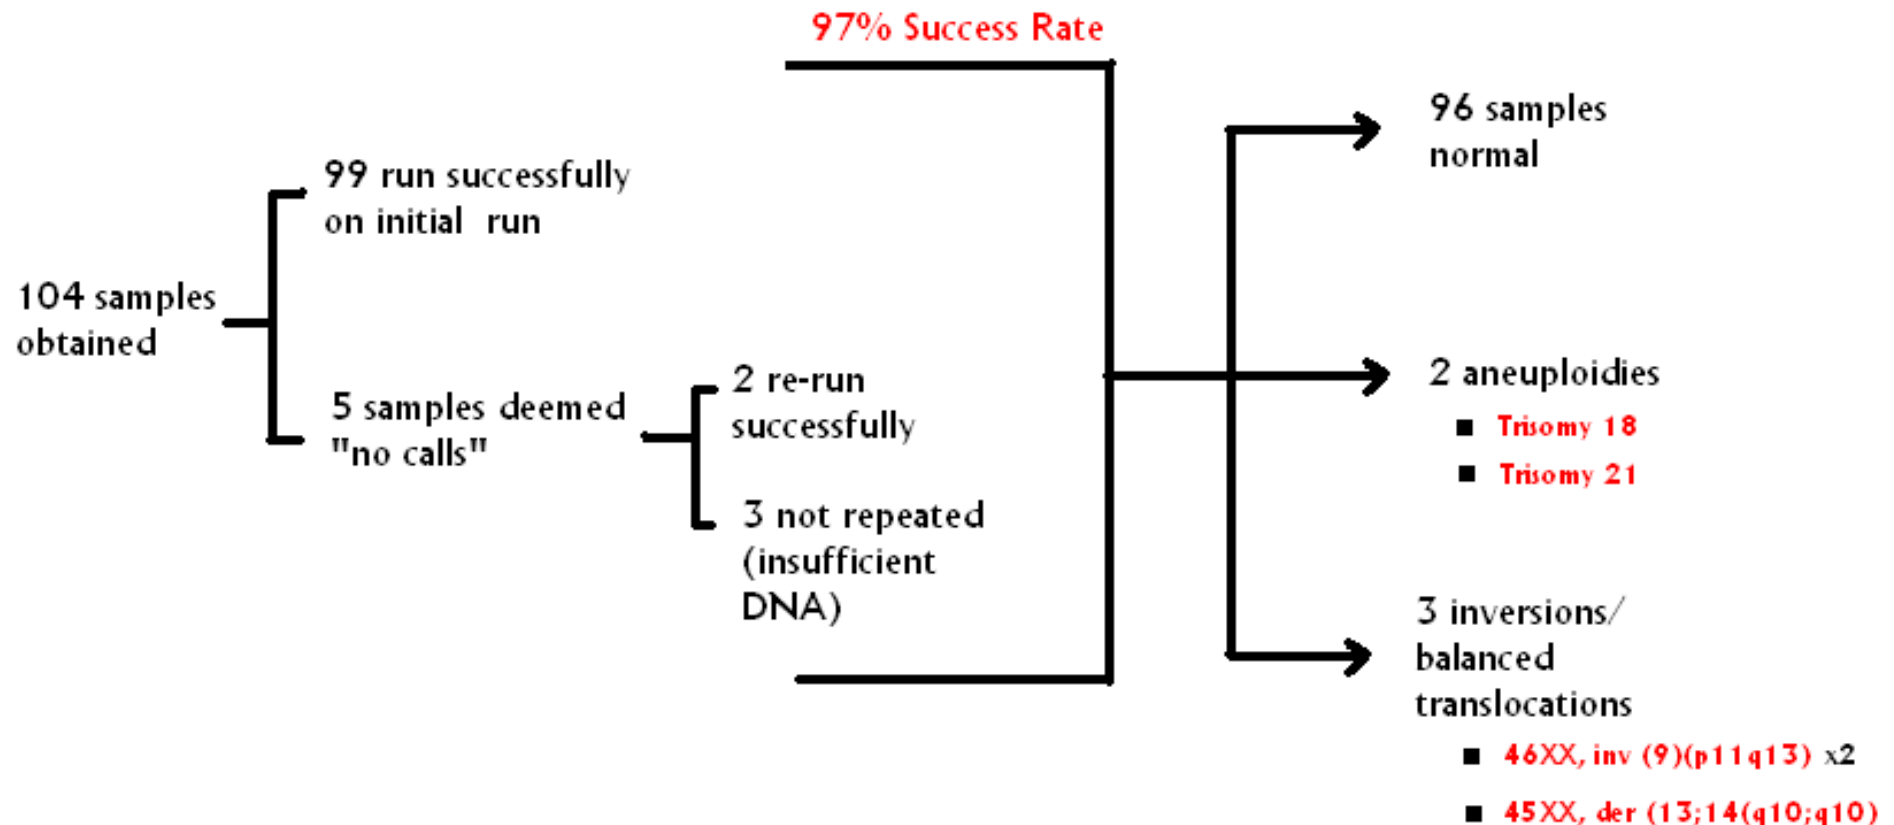 97% Success Rate
104 samples
obtained
99 run successfully
on initial run
5 samples deemed
"no calls"
2 re-run
successfully
3 not repeated
(insufficient
DNA)
96 samples
normal
2 aneuploidies
■ Trisomy 18
■ Trisomy 21
3 inversions/
balanced
translocations
■ 46XX, inv (9)(p11q13) x2
■ 45XX, der (13;14(q10;q10)